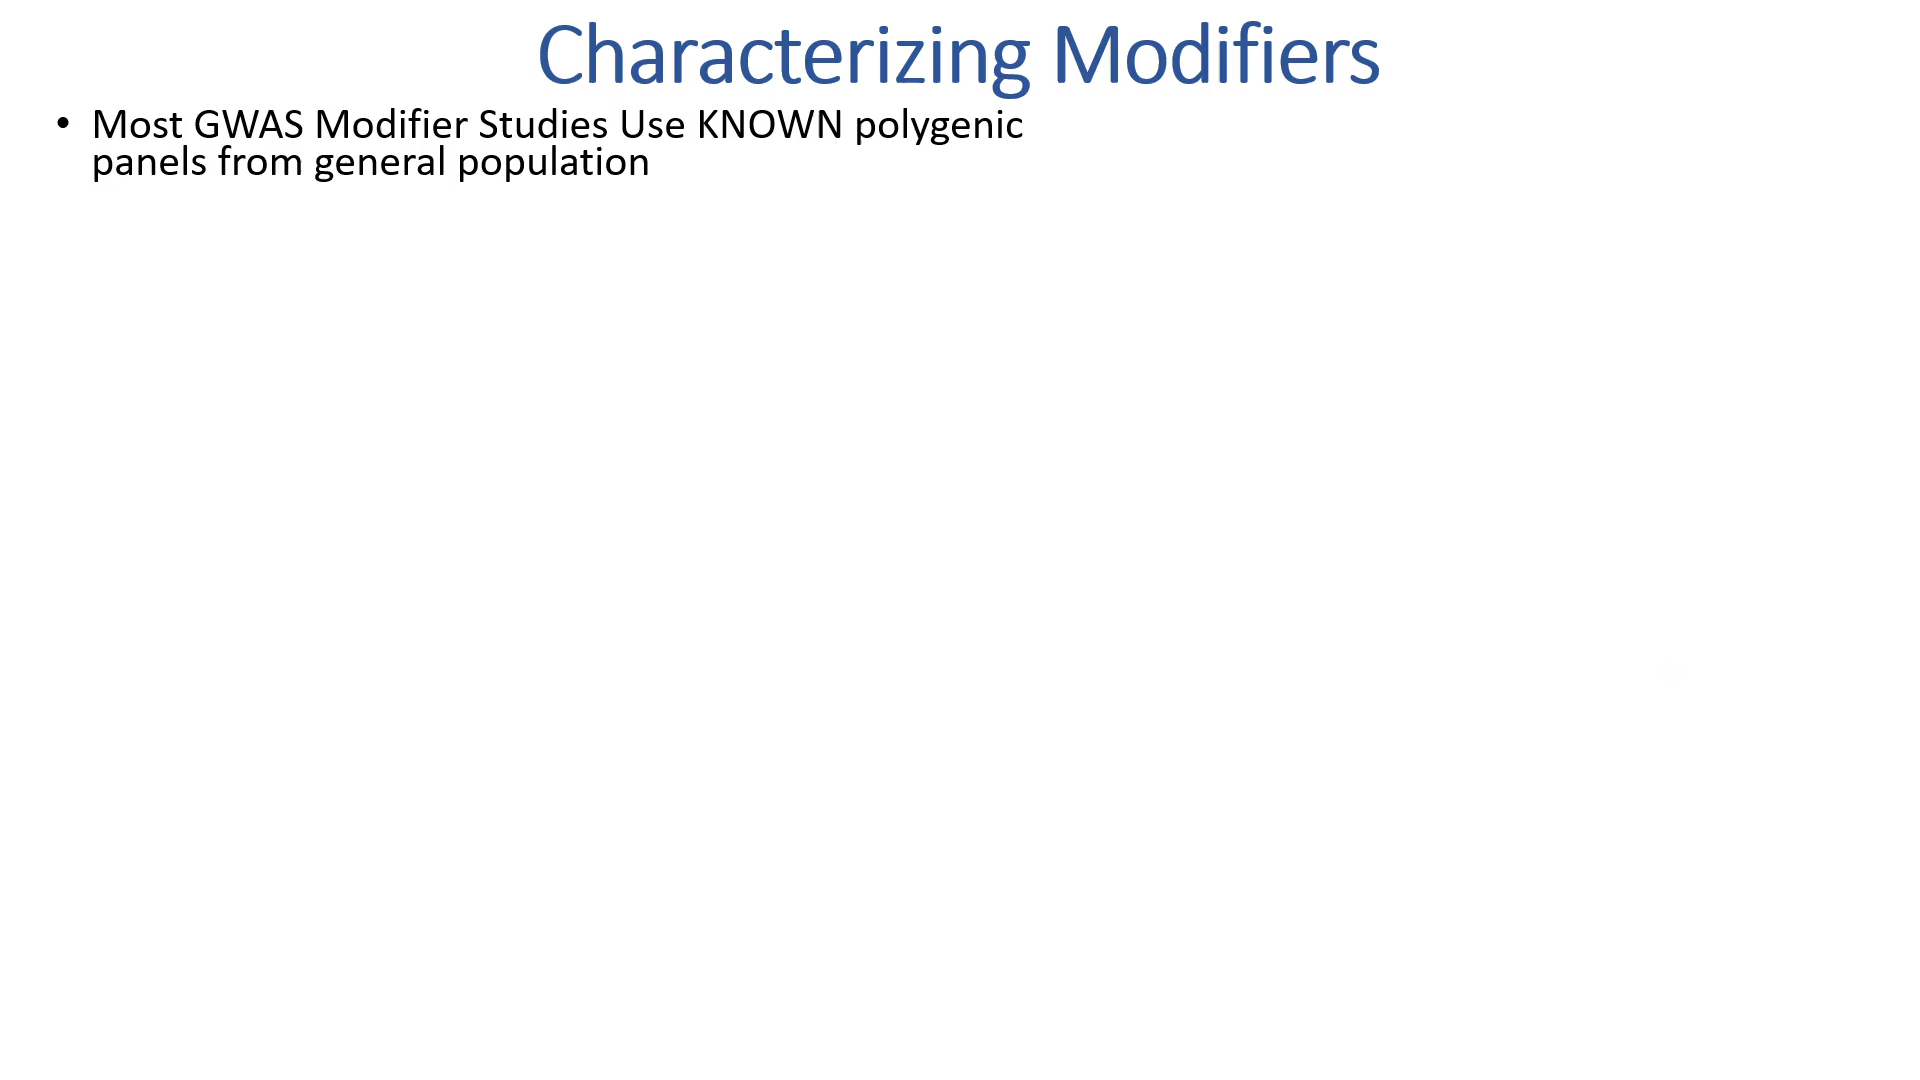 Characterizing Modifiers
• Most GWAS Modifier Studies Use KNOWN polygenic
panels from general population